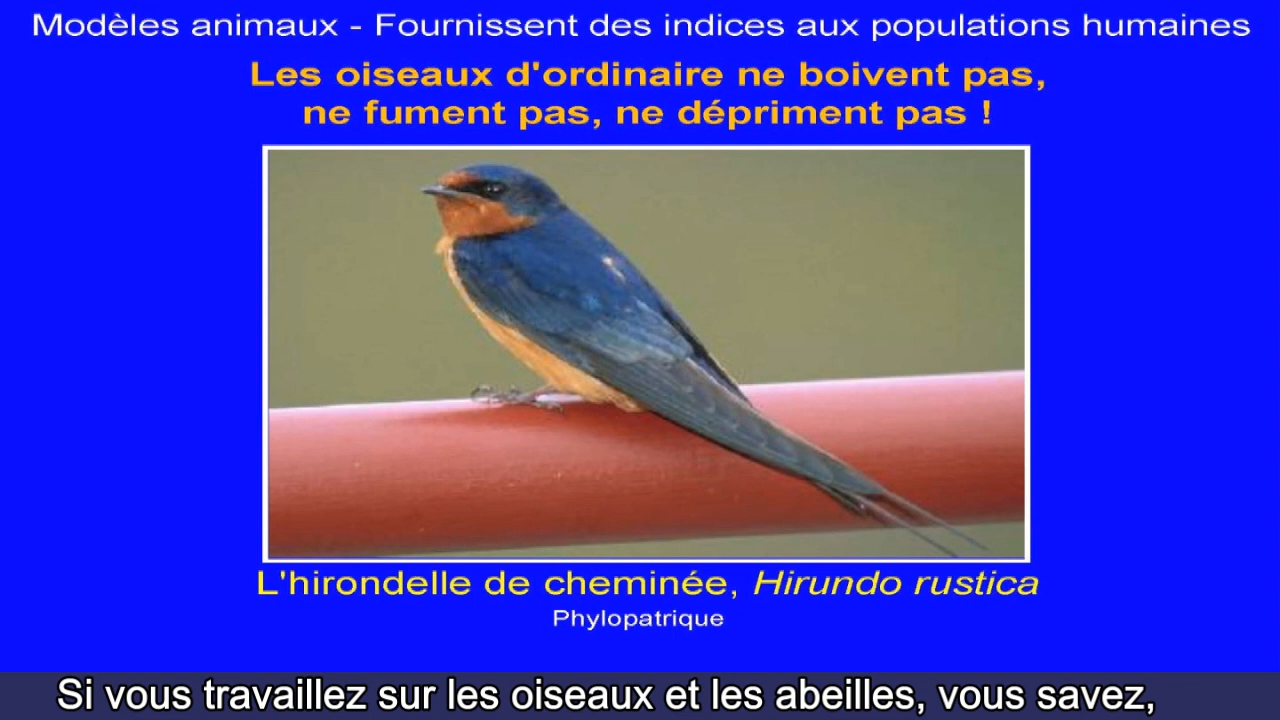 Modèles animaux - Fournissent des indices aux populations humaines
Les oiseaux d'ordinaire ne boivent pas,
ne fument pas, ne dépriment pas !
L'hirondelle de cheminée, Hirundo rustica
Phylopatrique
Si vous travaillez sur les oiseaux et les abeilles, vous savez,